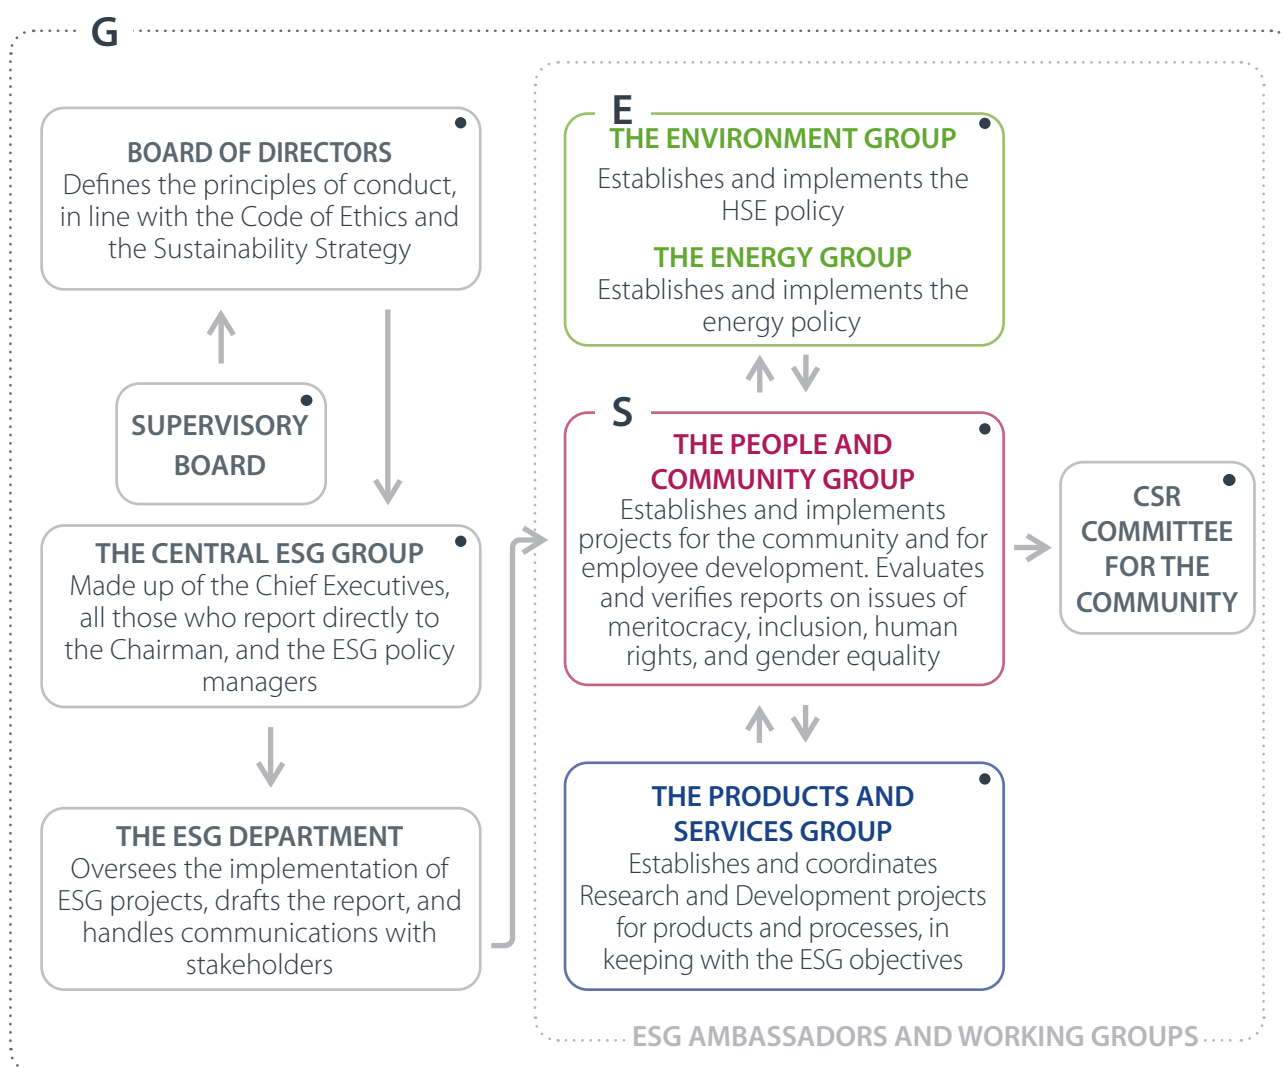 G
BOARD OF DIRECTORS
Defines the principles of conduct,
in line with the Code of Ethics and
the Sustainability Strategy
SUPERVISORY
BOARD
THE CENTRAL ESG GROUP
Made up of the Chief Executives,
all those who report directly to
the Chairman, and the ESG policy
managers
THE ESG DEPARTMENT
Oversees the implementation of
ESG projects, drafts the report, and
handles communications with
stakeholders
E
THE ENVIRONMENT GROUP
Establishes and implements the
HSE policy
THE ENERGY GROUP
Establishes and implements the
energy policy
S
THE PEOPLE AND
COMMUNITY GROUP
Establishes and implements
projects for the community and for
employee development. Evaluates
and verifies reports on issues of
meritocracy, inclusion, human
rights, and gender equality
THE PRODUCTS AND
SERVICES GROUP
Establishes and coordinates
Research and Development projects
for products and processes, in
keeping with the ESG objectives
CSR
COMMITTEE
FOR THE
COMMUNITY
ESG AMBASSADORS AND WORKING GROUPS